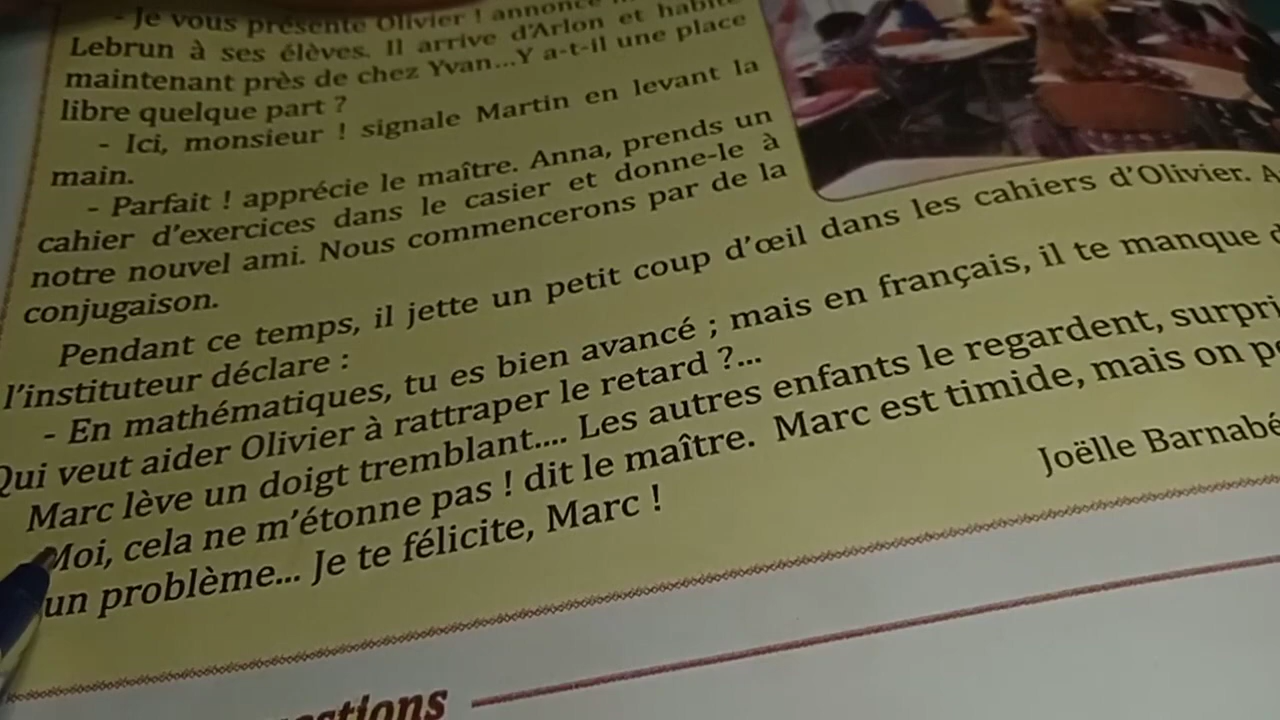 - Je vous présente Olivier ! annonce
Lebrun à ses élèves. Il arrive d'Arlon et habite
maintenant près de chez Yvan...Y a-t-il une place
libre quelque part ?
- Ici, monsieur ! signale Martin en levant la
main.
- Parfait ! apprécie le maître. Anna, prends un
cahier d'exercices dans le casier et donne-le à
notre nouvel ami. Nous commencerons par de la
conjugaison.
Pendant ce temps, il jette un petit coup d'œil dans les cahiers d'Olivier.
l'instituteur déclare :
- En mathématiques, tu es bien avancé ; mais en français, il te manque
Qui veut aider Olivier à rattraper le retard ?...
Marc lève un doigt tremblant.... Les autres enfants le regardent,
Moi, cela ne m'étonne pas ! dit le maître. Marc est timide, mais on
un problème... Je te félicite, Marc !
Joëlle Barnabé